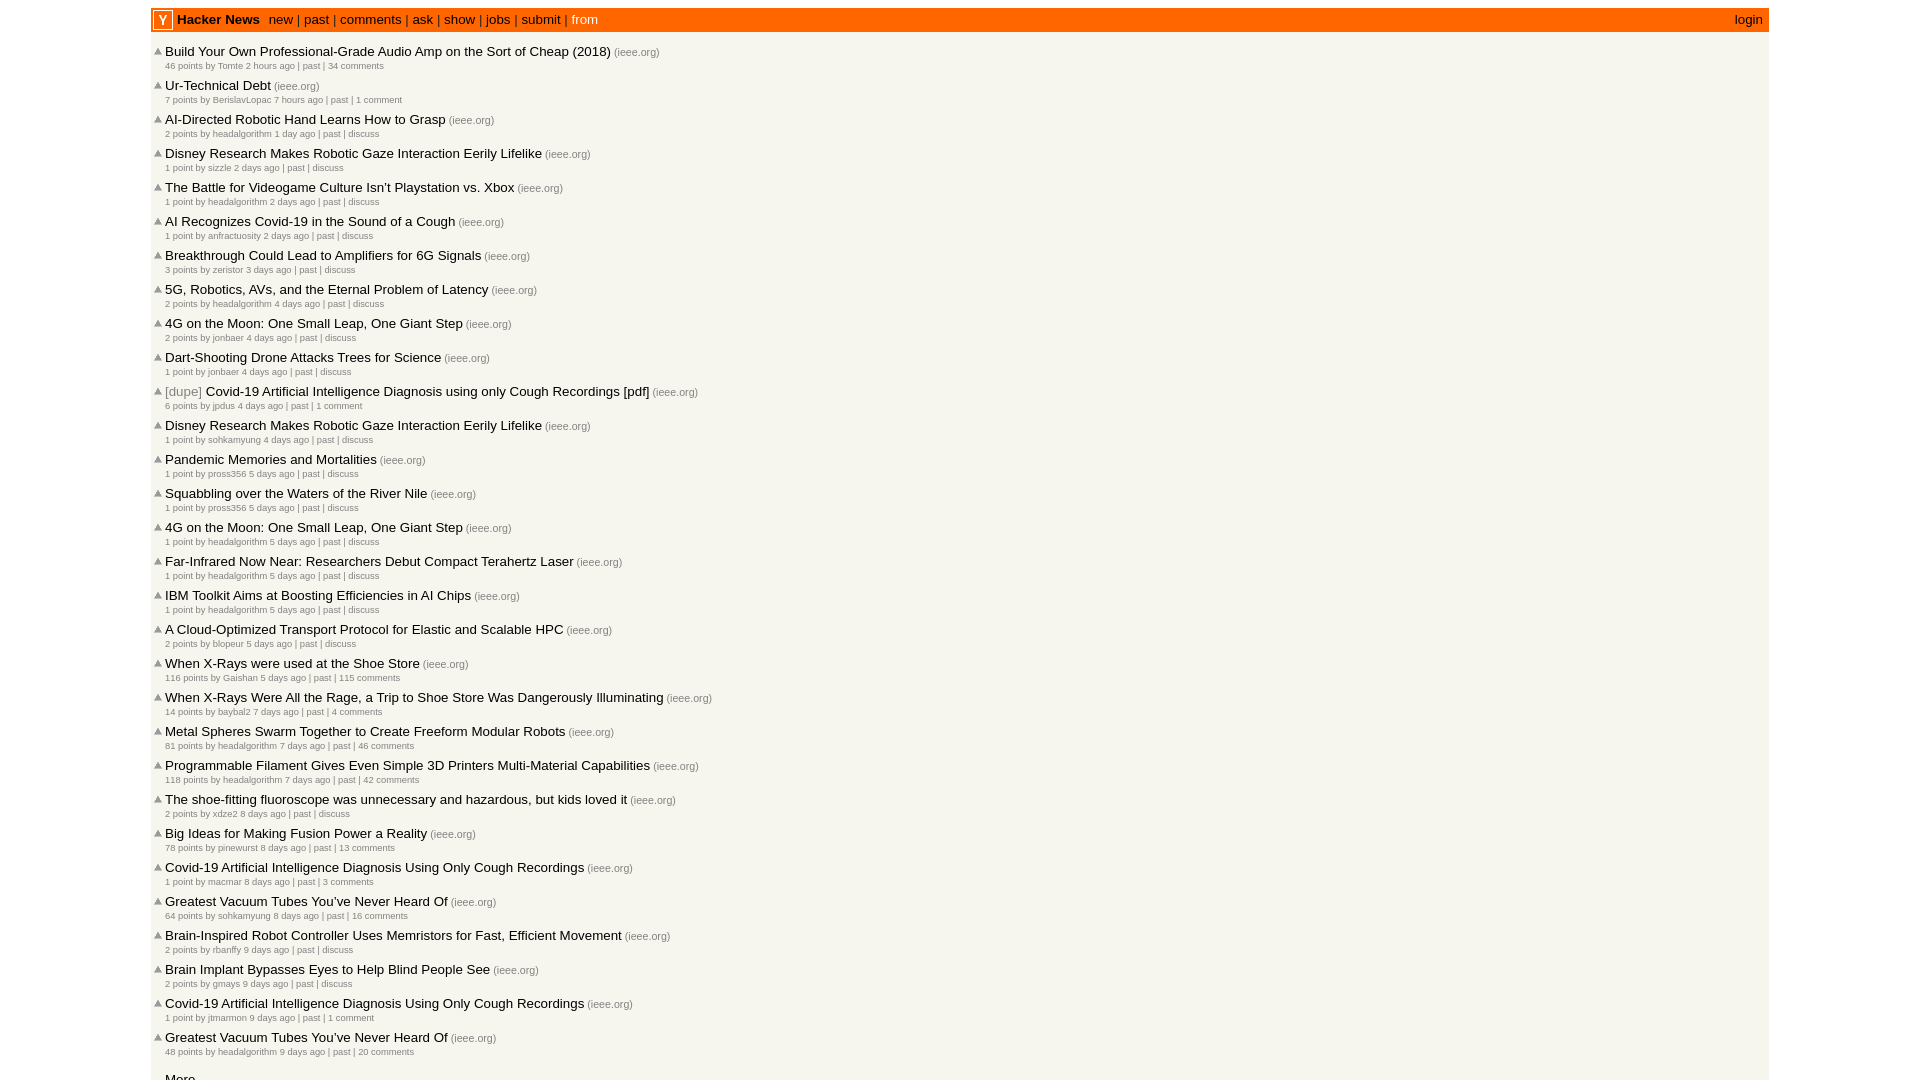 Y Hacker News new | past | comments | ask | show | jobs | submit | from login
Build Your Own Professional-Grade Audio Amp on the Sort of Cheap (2018) (ieee.org)
46 points by Tomte 2 hours ago | past | 34 comments
Ur-Technical Debt (ieee.org)
7 points by BerislavLopac 7 hours ago | past | 1 comment
AI-Directed Robotic Hand Learns How to Grasp (ieee.org)
2 points by headalgorithm 1 day ago | past | discuss
Disney Research Makes Robotic Gaze Interaction Eerily Lifelike (ieee.org)
1 point by sizzle 2 days ago | past | discuss
The Battle for Videogame Culture Isn’t Playstation vs. Xbox (ieee.org)
1 point by headalgorithm 2 days ago | past | discuss
AI Recognizes Covid-19 in the Sound of a Cough (ieee.org)
1 point by anfractuosity 2 days ago | past | discuss
Breakthrough Could Lead to Amplifiers for 6G Signals (ieee.org)
3 points by zeristor 3 days ago | past | discuss
5G, Robotics, AVs, and the Eternal Problem of Latency (ieee.org)
2 points by headalgorithm 4 days ago | past | discuss
4G on the Moon: One Small Leap, One Giant Step (ieee.org)
2 points by jonbaer 4 days ago | past | discuss
Dart-Shooting Drone Attacks Trees for Science (ieee.org)
1 point by jonbaer 4 days ago | past | discuss
[dupe] Covid-19 Artificial Intelligence Diagnosis using only Cough Recordings [pdf] (ieee.org)
6 points by jpdus 4 days ago | past | 1 comment
Disney Research Makes Robotic Gaze Interaction Eerily Lifelike (ieee.org)
1 point by sohkamyung 4 days ago | past | discuss
Pandemic Memories and Mortalities (ieee.org)
1 point by pross356 5 days ago | past | discuss
Squabbling over the Waters of the River Nile (ieee.org)
1 point by pross356 5 days ago | past | discuss
4G on the Moon: One Small Leap, One Giant Step (ieee.org)
1 point by headalgorithm 5 days ago | past | discuss
Far-Infrared Now Near: Researchers Debut Compact Terahertz Laser (ieee.org)
1 point by headalgorithm 5 days ago | past | discuss
IBM Toolkit Aims at Boosting Efficiencies in AI Chips (ieee.org)
1 point by headalgorithm 5 days ago | past | discuss
A Cloud-Optimized Transport Protocol for Elastic and Scalable HPC (ieee.org)
2 points by blopeur 5 days ago | past | discuss
When X-Rays were used at the Shoe Store (ieee.org)
116 points by Gaishan 5 days ago | past | 115 comments
When X-Rays Were All the Rage, a Trip to Shoe Store Was Dangerously Illuminating (ieee.org)
14 points by baybal2 7 days ago | past | 4 comments
Metal Spheres Swarm Together to Create Freeform Modular Robots (ieee.org)
81 points by headalgorithm 7 days ago | past | 46 comments
Programmable Filament Gives Even Simple 3D Printers Multi-Material Capabilities (ieee.org)
118 points by headalgorithm 7 days ago | past | 42 comments
The shoe-fitting fluoroscope was unnecessary and hazardous, but kids loved it (ieee.org)
2 points by xdze2 8 days ago | past | discuss
Big Ideas for Making Fusion Power a Reality (ieee.org)
78 points by pinewurst 8 days ago | past | 13 comments
Covid-19 Artificial Intelligence Diagnosis Using Only Cough Recordings (ieee.org)
1 point by macmar 8 days ago | past | 3 comments
Greatest Vacuum Tubes You’ve Never Heard Of (ieee.org)
64 points by sohkamyung 8 days ago | past | 16 comments
Brain-Inspired Robot Controller Uses Memristors for Fast, Efficient Movement (ieee.org)
2 points by rbanffy 9 days ago | past | discuss
Brain Implant Bypasses Eyes to Help Blind People See (ieee.org)
2 points by gmays 9 days ago | past | discuss
Covid-19 Artificial Intelligence Diagnosis Using Only Cough Recordings (ieee.org)
1 point by jtmarmon 9 days ago | past | 1 comment
Greatest Vacuum Tubes You’ve Never Heard Of (ieee.org)
48 points by headalgorithm 9 days ago | past | 20 comments
More